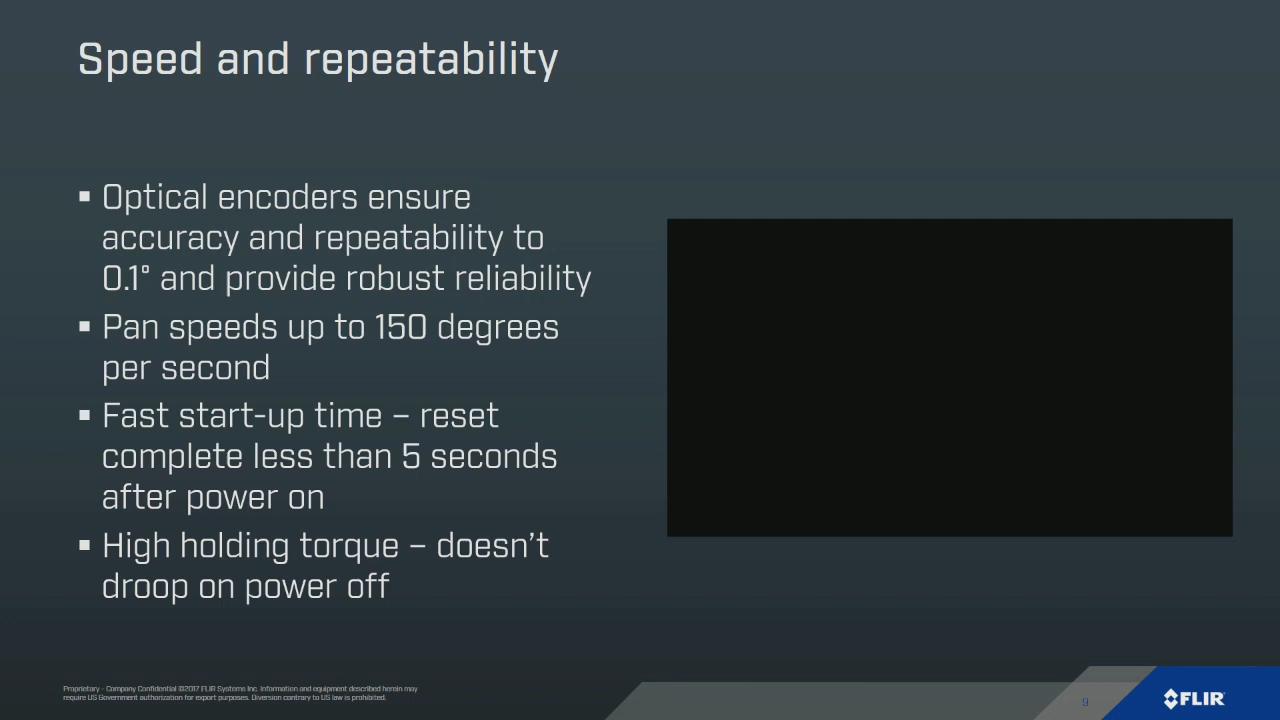 Speed and repeatability
▪ Optical encoders ensure
accuracy and repeatability to
0.1° and provide robust reliability
▪ Pan speeds up to 150 degrees
per second
▪ Fast start-up time – reset
complete less than 5 seconds
after power on
▪ High holding torque – doesn’t
droop on power off
Proprietary - Company Confidential ©2017 FLIR Systems Inc. Information and equipment described herein may
require US Government authorization for export purposes. Diversion contrary to US law is prohibited.
9
FLIR